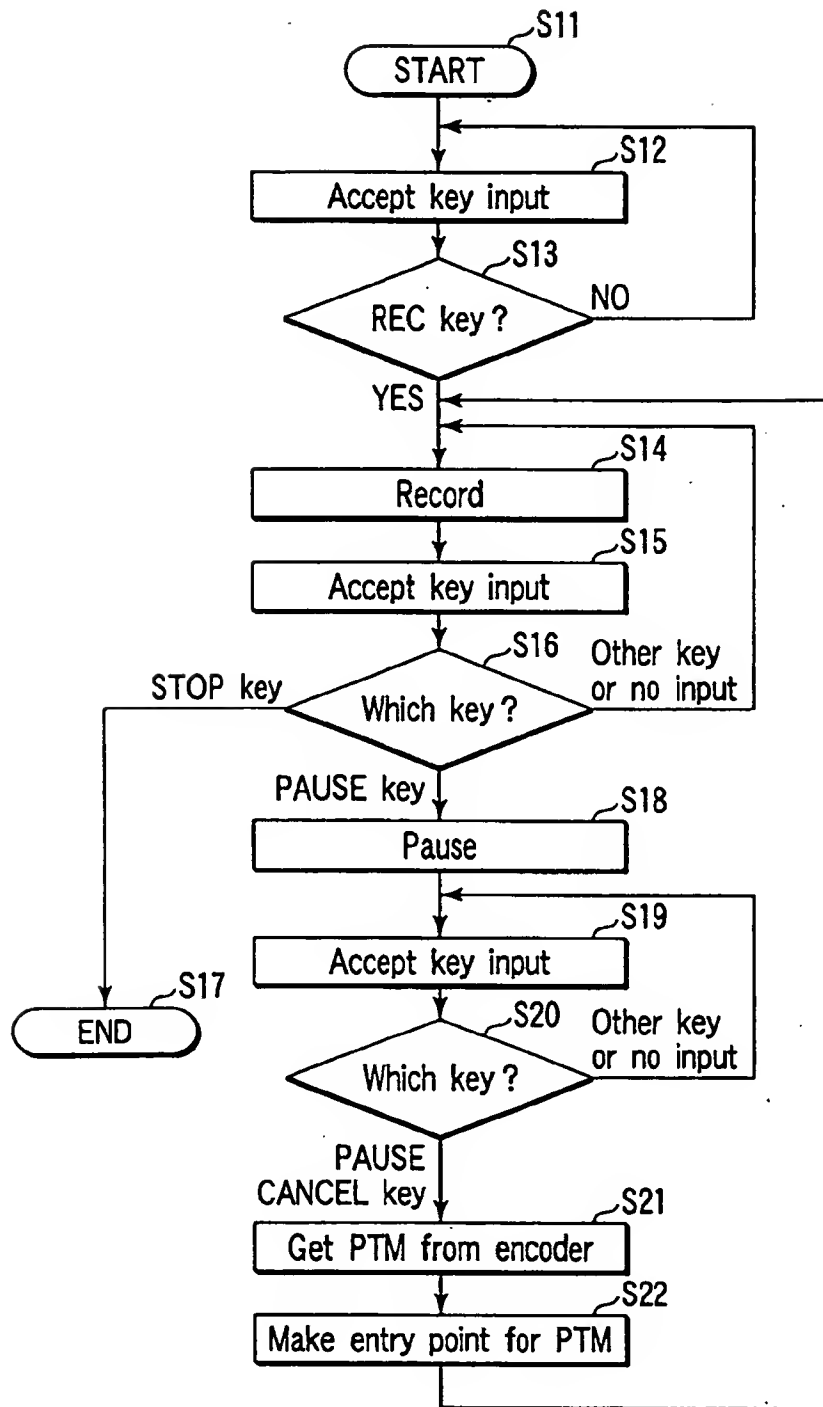 S11
START
S12
Accept key input
S13
REC key?
NO
YES
S14
Record
S15
Accept key input
S16
Other key
or no input
STOP key
Which key?
PAUSE key
S18
Pause
S19
Accept key input
S17
END
S20
Other key
or no input
Which key?
PAUSE
CANCEL key
S21
Get PTM from encoder
S22
Make entry point for PTM